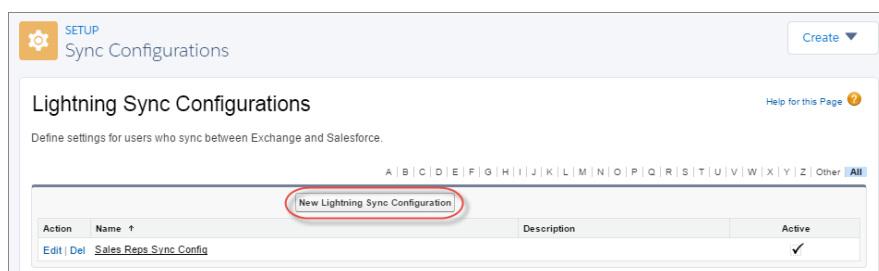 SETUP
Sync Configurations
Create
Lightning Sync Configurations
Help for this Page ?
Define settings for users who sync between Exchange and Salesforce.
A | B | C | D | E | F | G | H | I | J | K | L | M | N | O | P | Q | R | S | T | U | V | W | X | Y | Z | Other All
New Lightning Sync Configuration
Action Name ↑ Description Active
Edit | Del Sales Reps Sync Config ✓